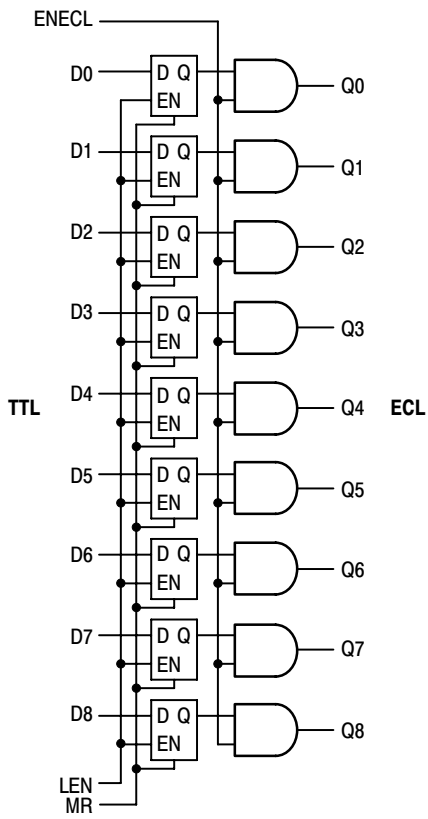 ENECL
D0 D Q EN Q0
D1 D Q EN Q1
D2 D Q EN Q2
D3 D Q EN Q3
TTL D4 D Q EN Q4 ECL
D5 D Q EN Q5
D6 D Q EN Q6
D7 D Q EN Q7
D8 D Q EN Q8
LEN
MR